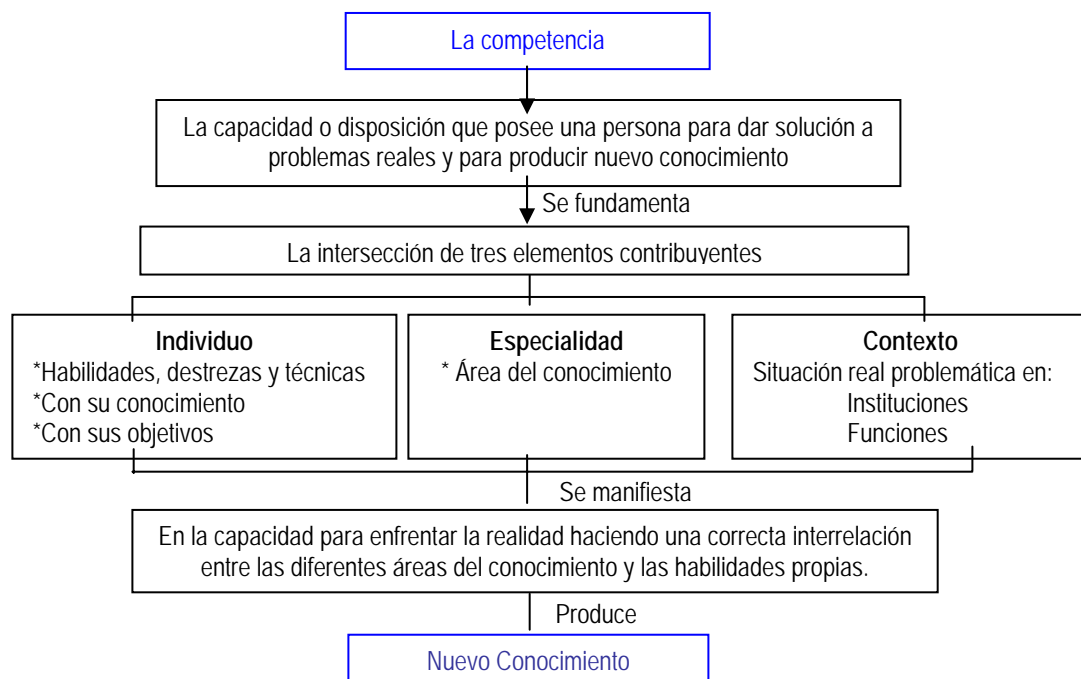 La competencia
La capacidad o disposición que posee una persona para dar solución a
problemas reales y para producir nuevo conocimiento
Se fundamenta
La intersección de tres elementos contribuyentes
Individuo
*Habilidades, destrezas y técnicas
*Con su conocimiento
*Con sus objetivos
Especialidad
* Área del conocimiento
Contexto
Situación real problemática en:
Instituciones
Funciones
Se manifiesta
En la capacidad para enfrentar la realidad haciendo una correcta interrelación
entre las diferentes áreas del conocimiento y las habilidades propias.
Produce
Nuevo Conocimiento